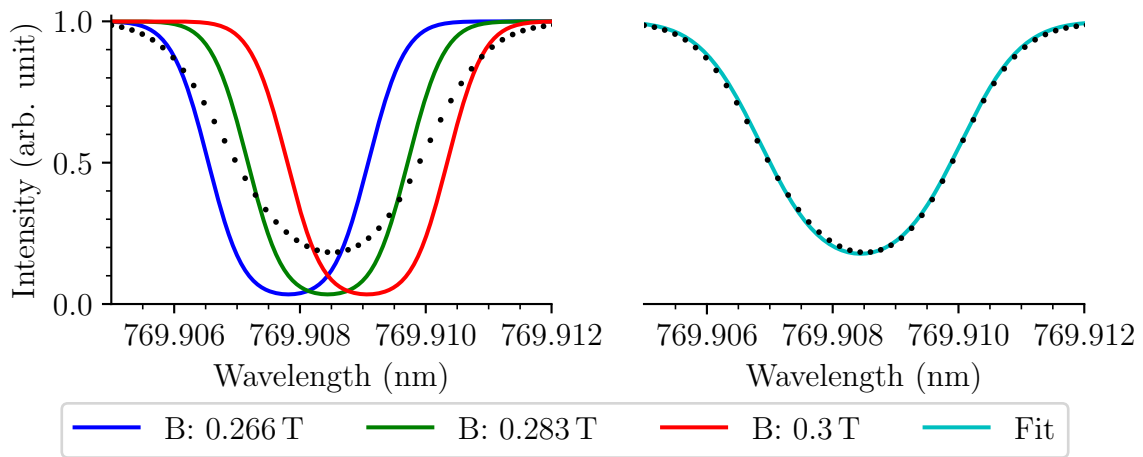 Intensity (arb. unit)
1.0
0.5
0.0
769.906 769.908 769.910 769.912
Wavelength (nm)
769.906 769.908 769.910 769.912
Wavelength (nm)
B: 0.266 T B: 0.283 T B: 0.3 T Fit